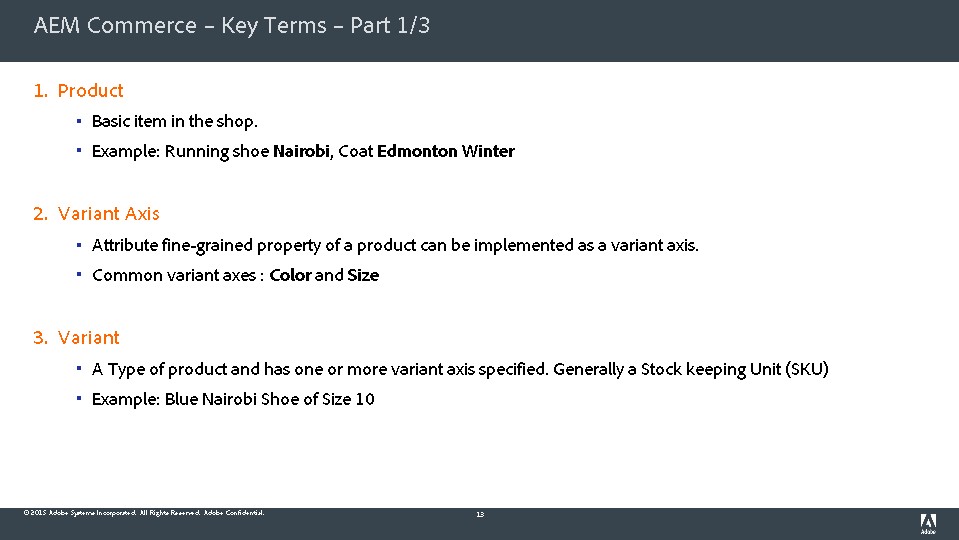 AEM Commerce – Key Terms – Part 1/3
1. Product
▪ Basic item in the shop.
▪ Example: Running shoe Nairobi, Coat Edmonton Winter
2. Variant Axis
▪ Attribute fine-grained property of a product can be implemented as a variant axis.
▪ Common variant axes : Color and Size
3. Variant
▪ A Type of product and has one or more variant axis specified. Generally a Stock keeping Unit (SKU)
▪ Example: Blue Nairobi Shoe of Size 10
© 2015 Adobe Systems Incorporated. All Rights Reserved. Adobe Confidential.
13
Adobe